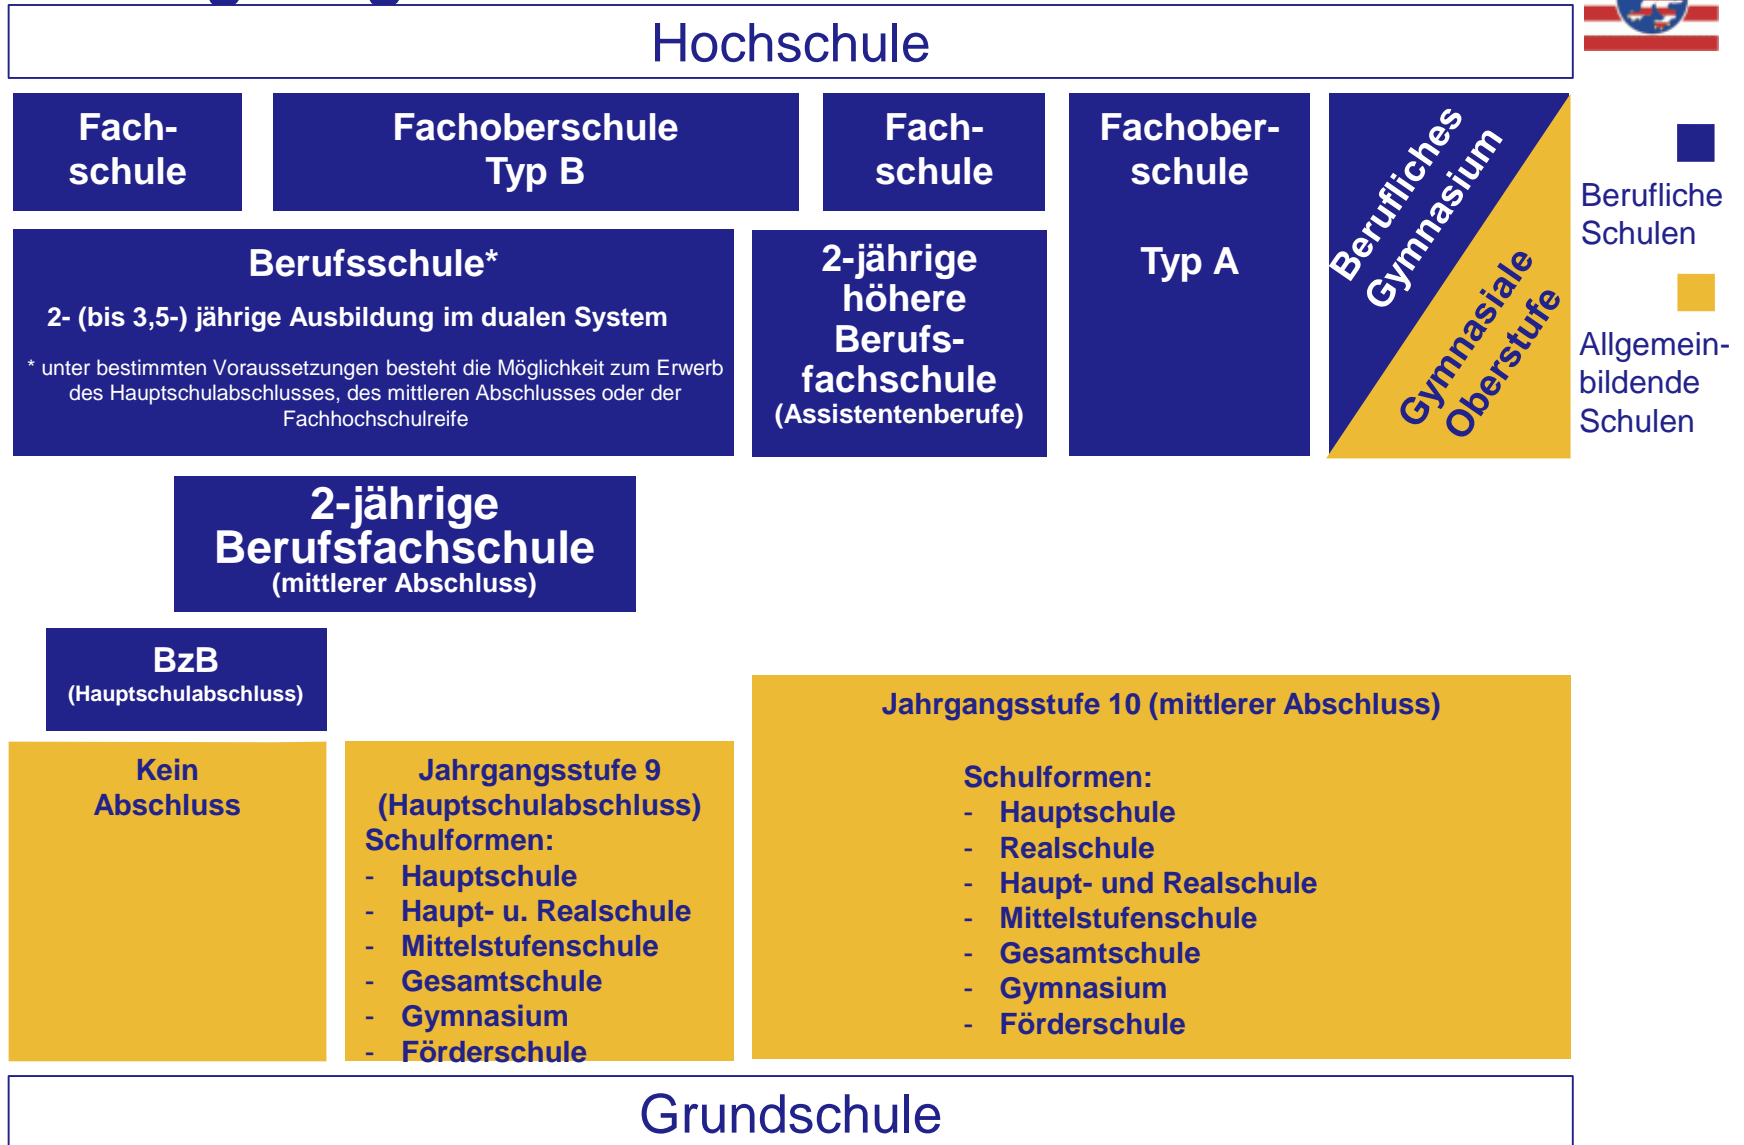 Hochschule
Fach-
schule
Fachoberschule
Typ B
Fach-
schule
Fachober-
schule
Typ A
Berufliches
Gymnasium
Gymnasiale
Oberstufe
Berufliche
Schulen
Allgemein-
bildende
Schulen
Berufsschule*
2- (bis 3,5-) jährige Ausbildung im dualen System
* unter bestimmten Voraussetzungen besteht die Möglichkeit zum Erwerb
des Hauptschulabschlusses, des mittleren Abschlusses oder der
Fachhochschulreife
2-jährige
höhere
Berufs-
fachschule
(Assistentenberufe)
2-jährige
Berufsfachschule
(mittlerer Abschluss)
BzB
(Hauptschulabschluss)
Kein
Abschluss
Jahrgangsstufe 9
(Hauptschulabschluss)
Schulformen:
- Hauptschule
- Haupt- u. Realschule
- Mittelstufenschule
- Gesamtschule
- Gymnasium
- Förderschule
Jahrgangsstufe 10 (mittlerer Abschluss)
Schulformen:
- Hauptschule
- Realschule
- Haupt- und Realschule
- Mittelstufenschule
- Gesamtschule
- Gymnasium
- Förderschule
Grundschule